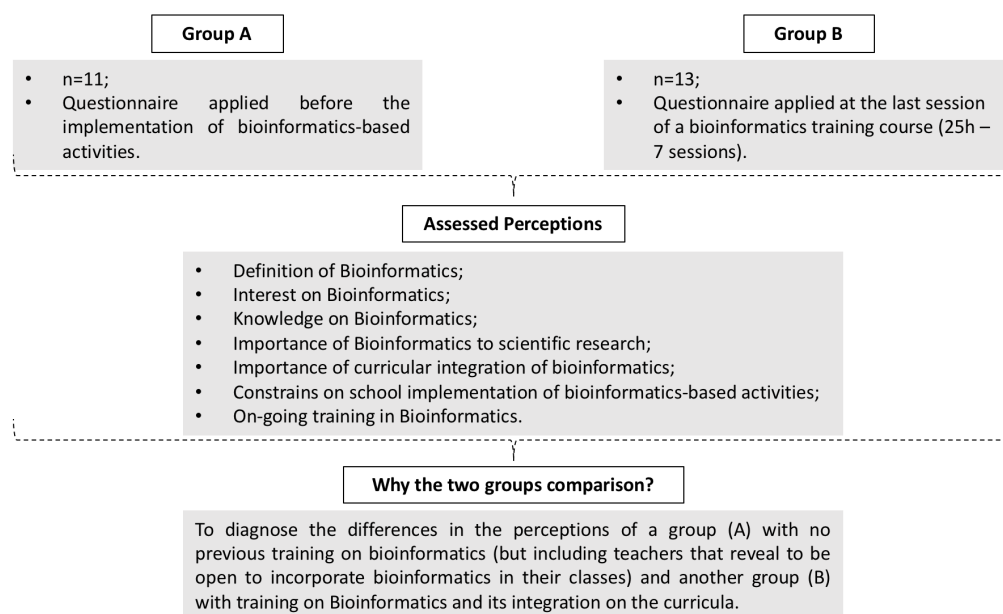 Group A
• n=11;
• Questionnaire applied before the
implementation of bioinformatics-based
activities.
Group B
• n=13;
• Questionnaire applied at the last session
of a bioinformatics training course (25h –
7 sessions).
Assessed Perceptions
• Definition of Bioinformatics;
• Interest on Bioinformatics;
• Knowledge on Bioinformatics;
• Importance of Bioinformatics to scientific research;
• Importance of curricular integration of bioinformatics;
• Constrains on school implementation of bioinformatics-based activities;
• On-going training in Bioinformatics.
Why the two groups comparison?
To diagnose the differences in the perceptions of a group (A) with no
previous training on bioinformatics (but including teachers that reveal to be
open to incorporate bioinformatics in their classes) and another group (B)
with training on Bioinformatics and its integration on the curricula.